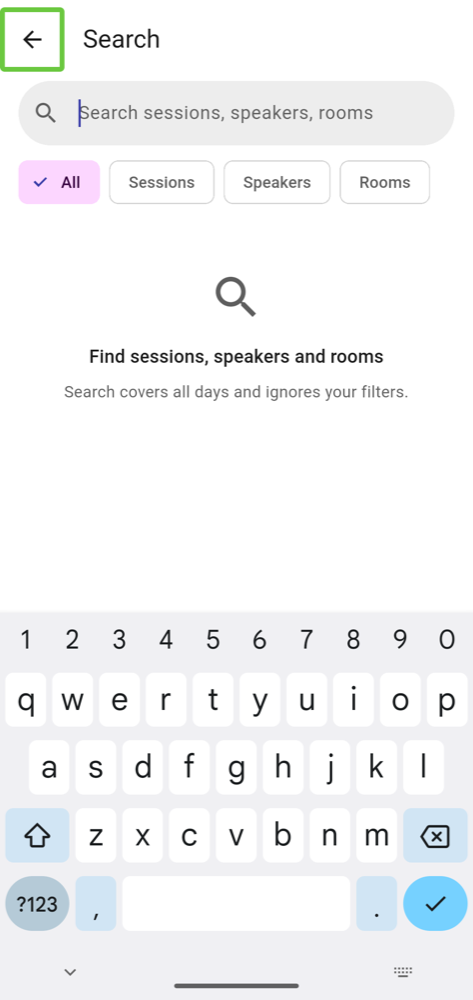 Search
Search sessions, speakers, rooms
All Sessions Speakers Rooms
Find sessions, speakers and rooms
Search covers all days and ignores your filters.
1 2 3 4 5 6 7 8 9 0
q w e r t y u i o p
a s d f g h j k l
z x c v b n m
?123 , .